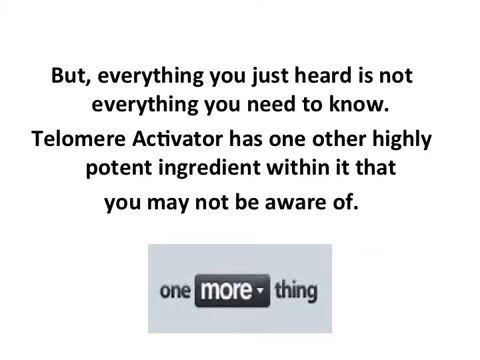 But, everything you just heard is not
everything you need to know.
Telomere Activator has one other highly
potent ingredient within it that
you may not be aware of.
one more thing